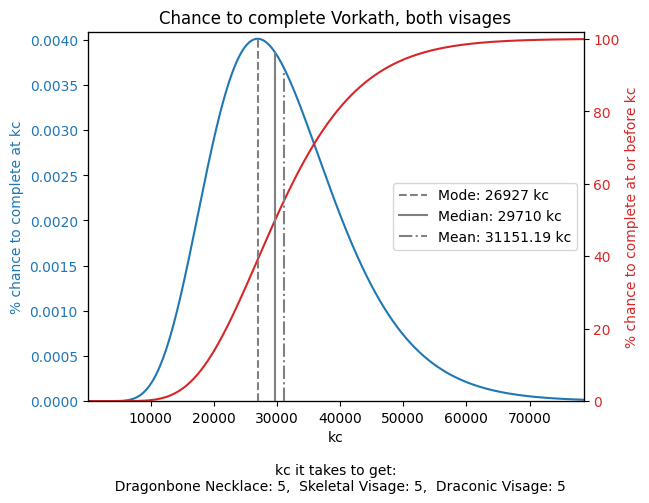 Chance to complete Vorkath, both visages
0.0040
0.0035
0.0030
0.0025
0.0020
0.0015
0.0010
0.0005
0.0000
% chance to complete at kc
100
80
60
40
20
0
% chance to complete at or before kc
Mode: 26927 kc
Median: 29710 kc
Mean: 31151.19 kc
10000 20000 30000 40000 50000 60000 70000
kc
kc it takes to get:
Dragonbone Necklace: 5,  Skeletal Visage: 5,  Draconic Visage: 5